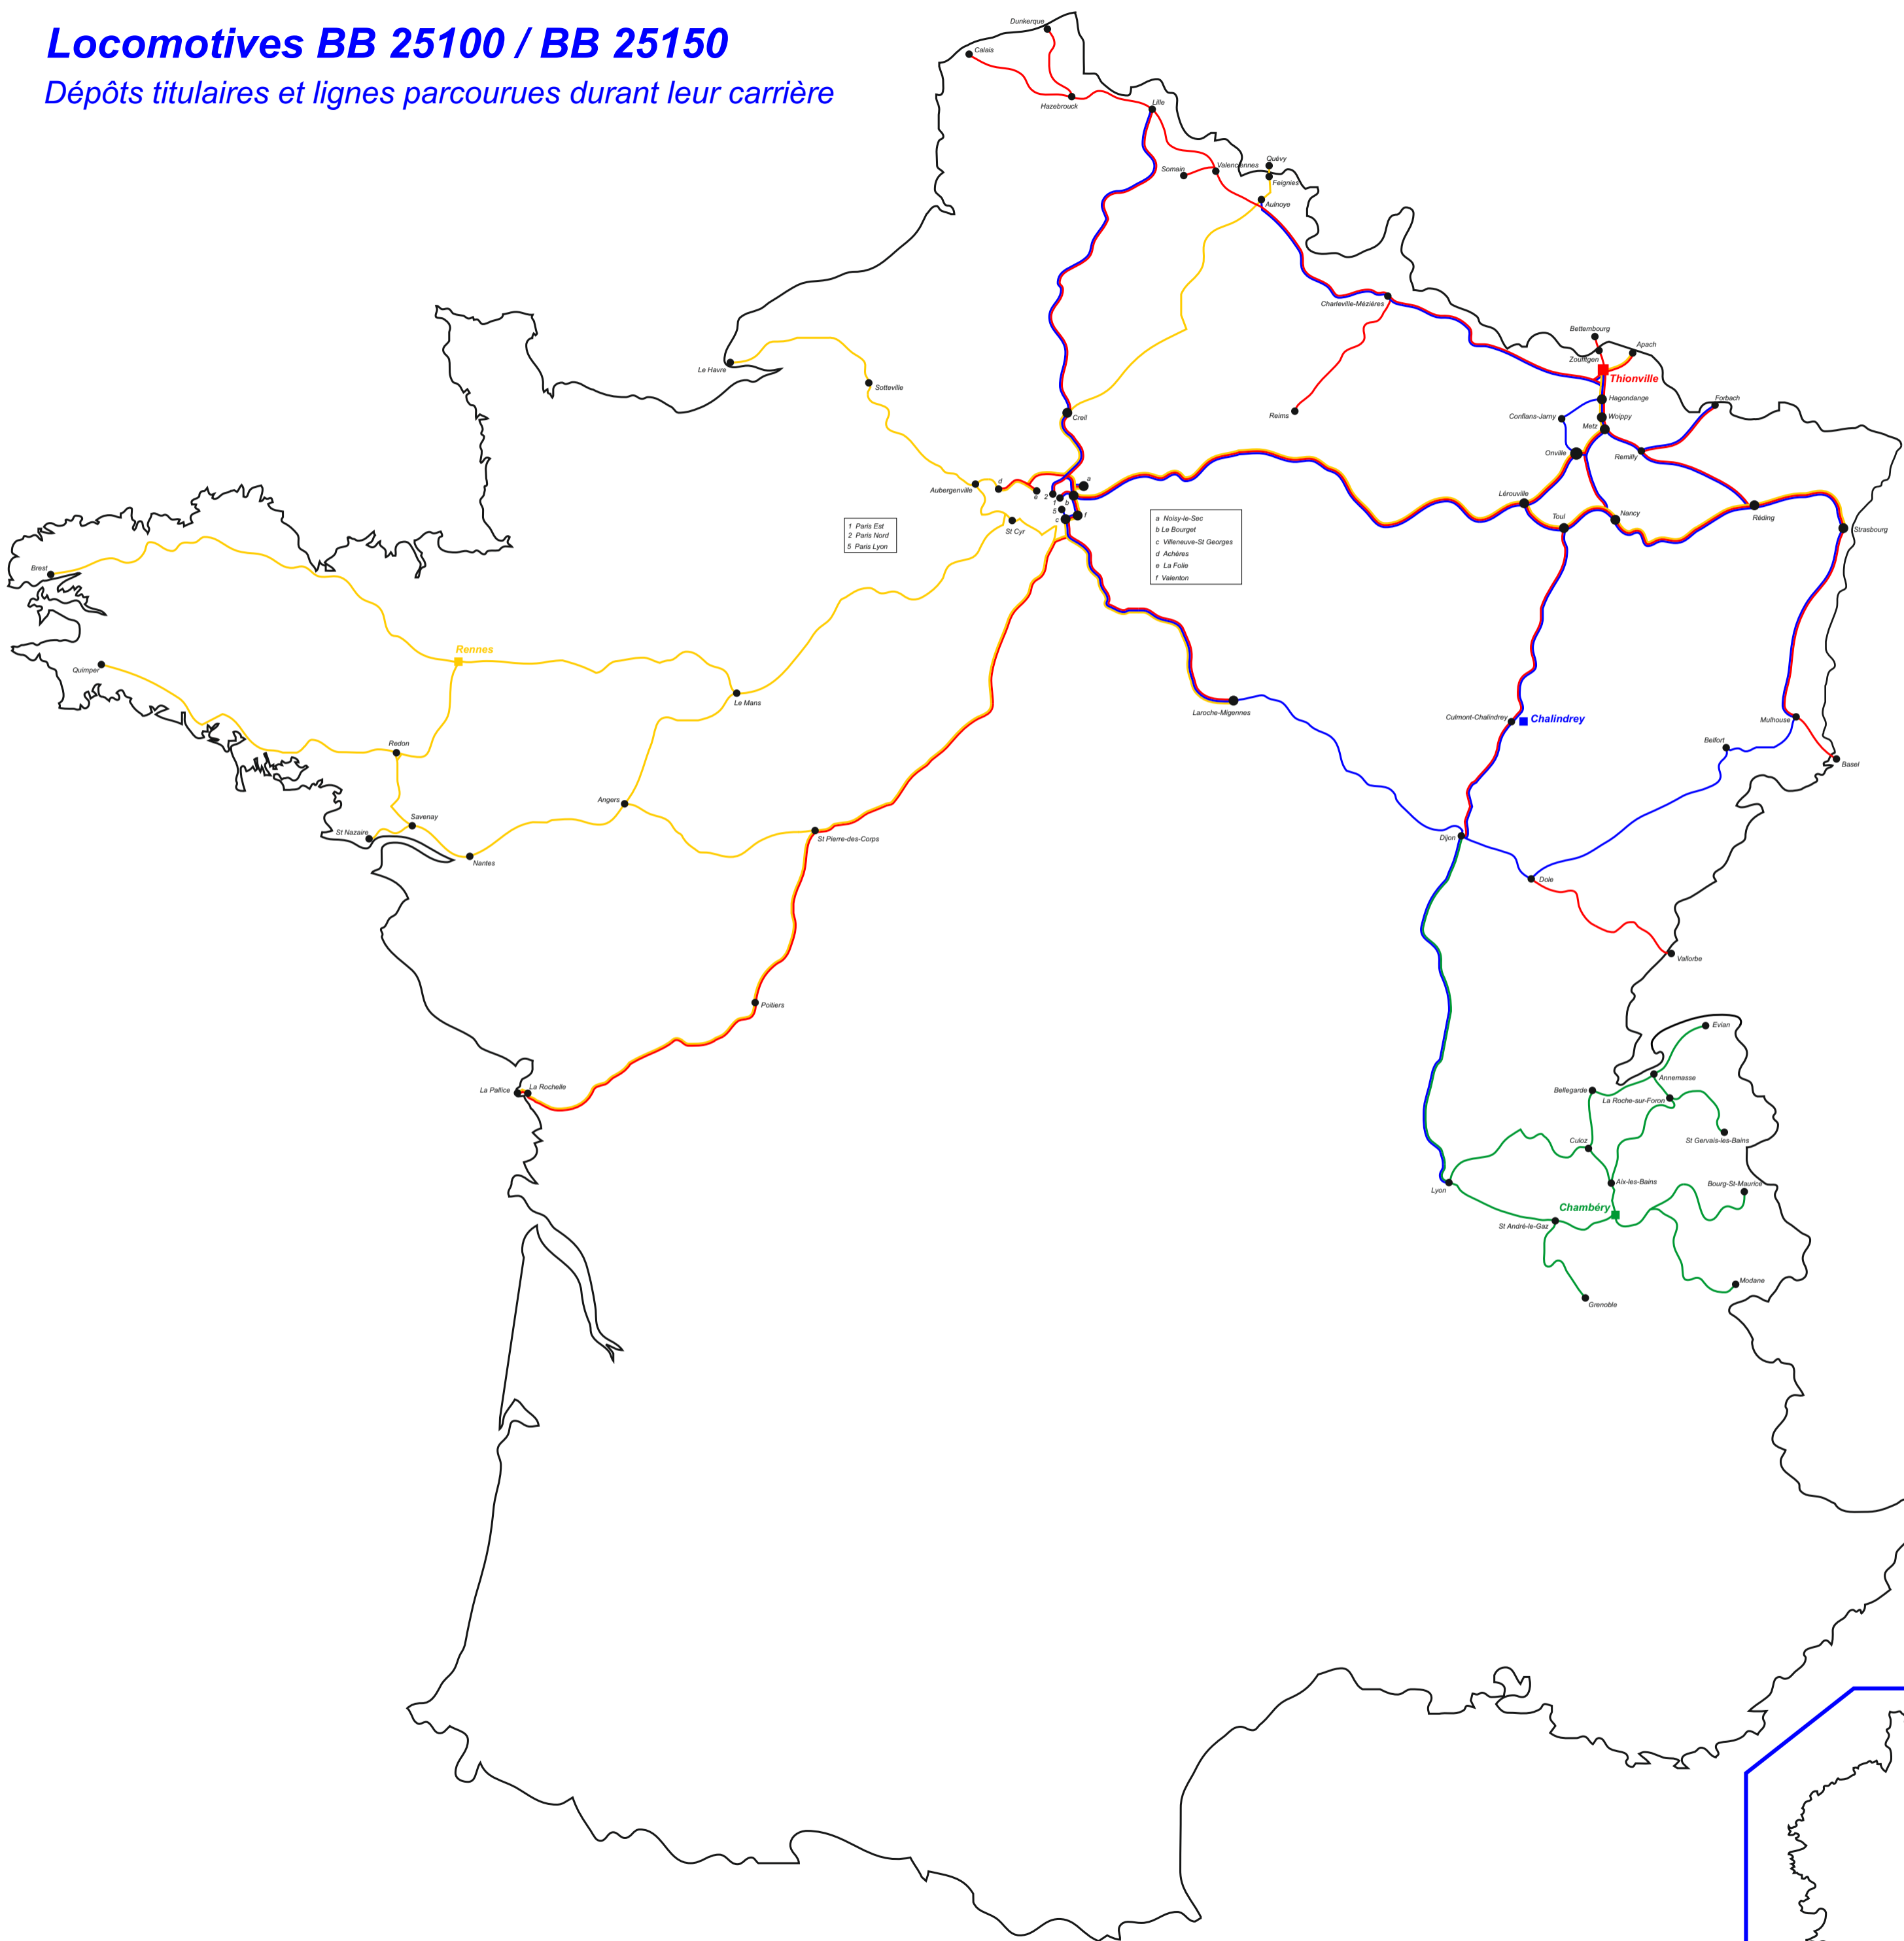 Locomotives BB 25100 / BB 25150
Dépôts titulaires et lignes parcourues durant leur carrière
Dunkerque
Calais
Hazebrouck
Lille
Somain
Valenciennes
Quévy
Feignies
Aulnoye
Charleville-Mézières
Reims
Bettembourg
Zoufftgen
Apach
Thionville
Hagondange
Conflans-Jarny
Woippy
Metz
Forbach
Onville
Remilly
Le Havre
Sotteville
Creil
Aubergenville
d
e
2
1
a
b
5
c
f
St Cyr
1 Paris Est
2 Paris Nord
5 Paris Lyon
a Noisy-le-Sec
b Le Bourget
c Villeneuve-St Georges
d Achères
e La Folie
f Valenton
Lérouville
Toul
Nancy
Réding
Strasbourg
Brest
Rennes
Quimper
Le Mans
Laroche-Migennes
Culmont-Chalindrey
Chalindrey
Mulhouse
Belfort
Basel
Redon
Angers
Savenay
St Nazaire
Nantes
St Pierre-des-Corps
Dijon
Dole
Vallorbe
Poitiers
La Pallice
La Rochelle
Evian
Annemasse
Bellegarde
La Roche-sur-Foron
Culoz
St Gervais-les-Bains
Lyon
Aix-les-Bains
Bourg-St-Maurice
Chambéry
St André-le-Gaz
Modane
Grenoble